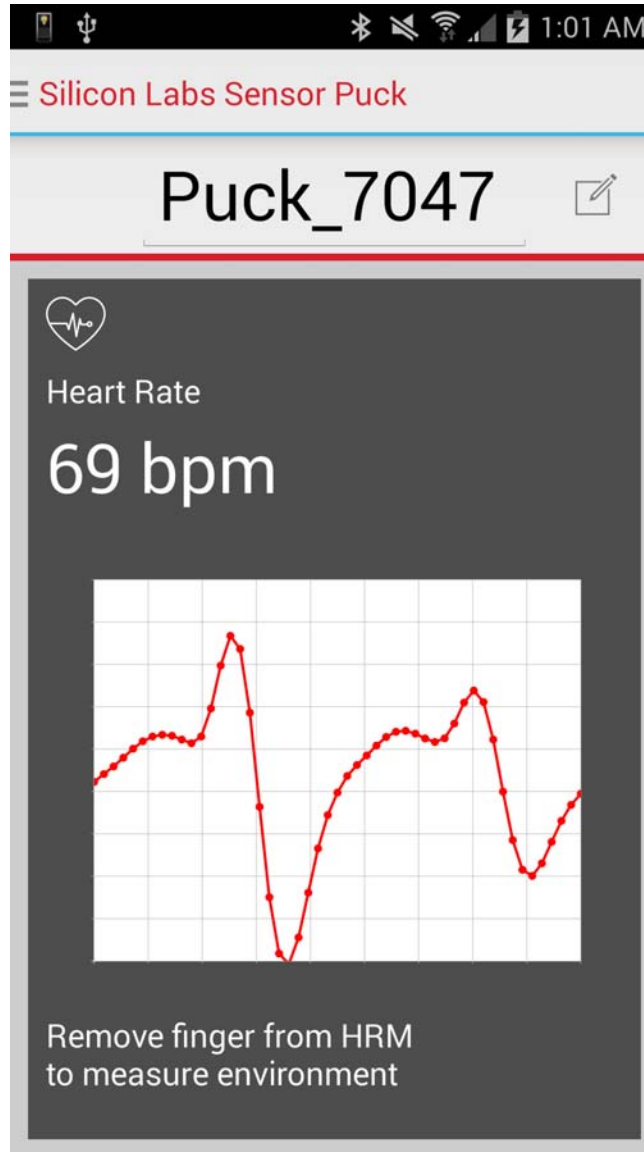 1:01 AM
Silicon Labs Sensor Puck
Puck_7047
Heart Rate
69 bpm
Remove finger from HRM
to measure environment